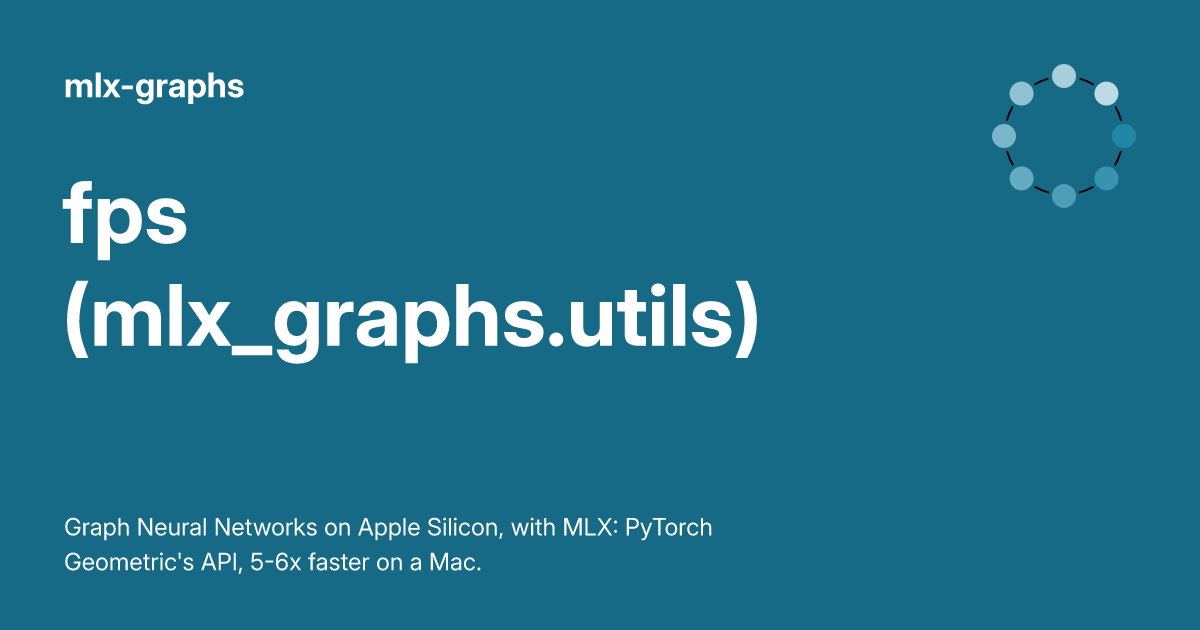 mlx-graphs
fps
(mlx_graphs.utils)
Graph Neural Networks on Apple Silicon, with MLX: PyTorch
Geometric's API, 5-6x faster on a Mac.